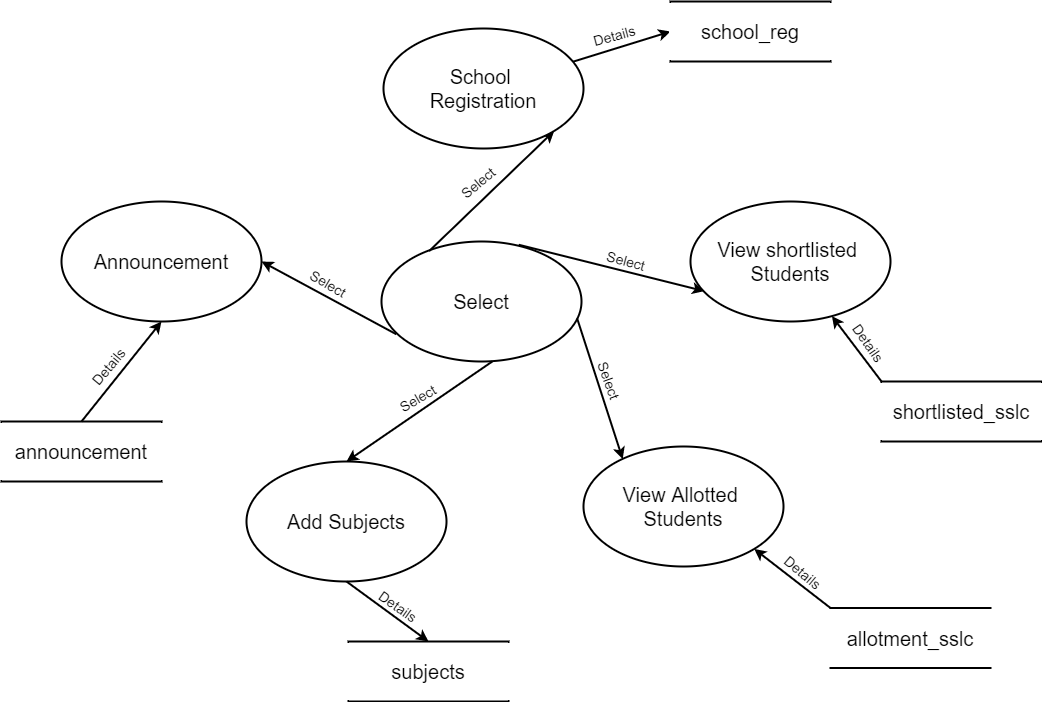 Details
school_reg
School
Registration
Select
Announcement
Select
Select
Select
View shortlisted
Students
Details
Details
Select
Select
shortlisted_sslc
announcement
Add Subjects
View Allotted
Students
Details
Details
allotment_sslc
subjects